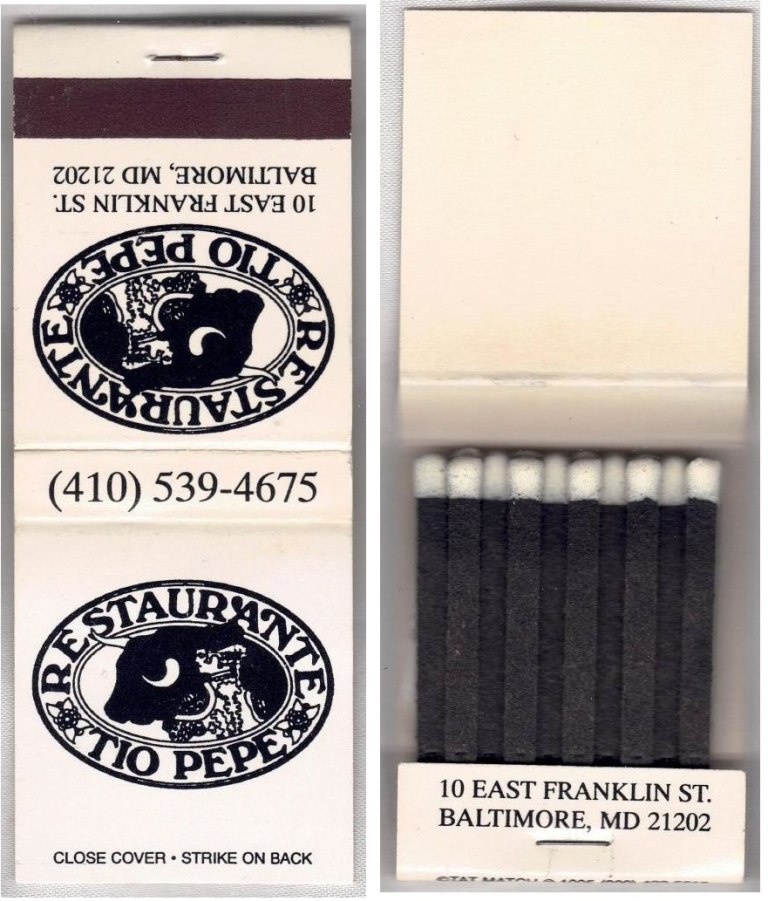 10 EAST FRANKLIN ST.
BALTIMORE, MD 21202
RESTAURANTE
TIO PEPE
(410) 539-4675
RESTAURANTE
TIO PEPE
CLOSE COVER • STRIKE ON BACK
10 EAST FRANKLIN ST.
BALTIMORE, MD 21202